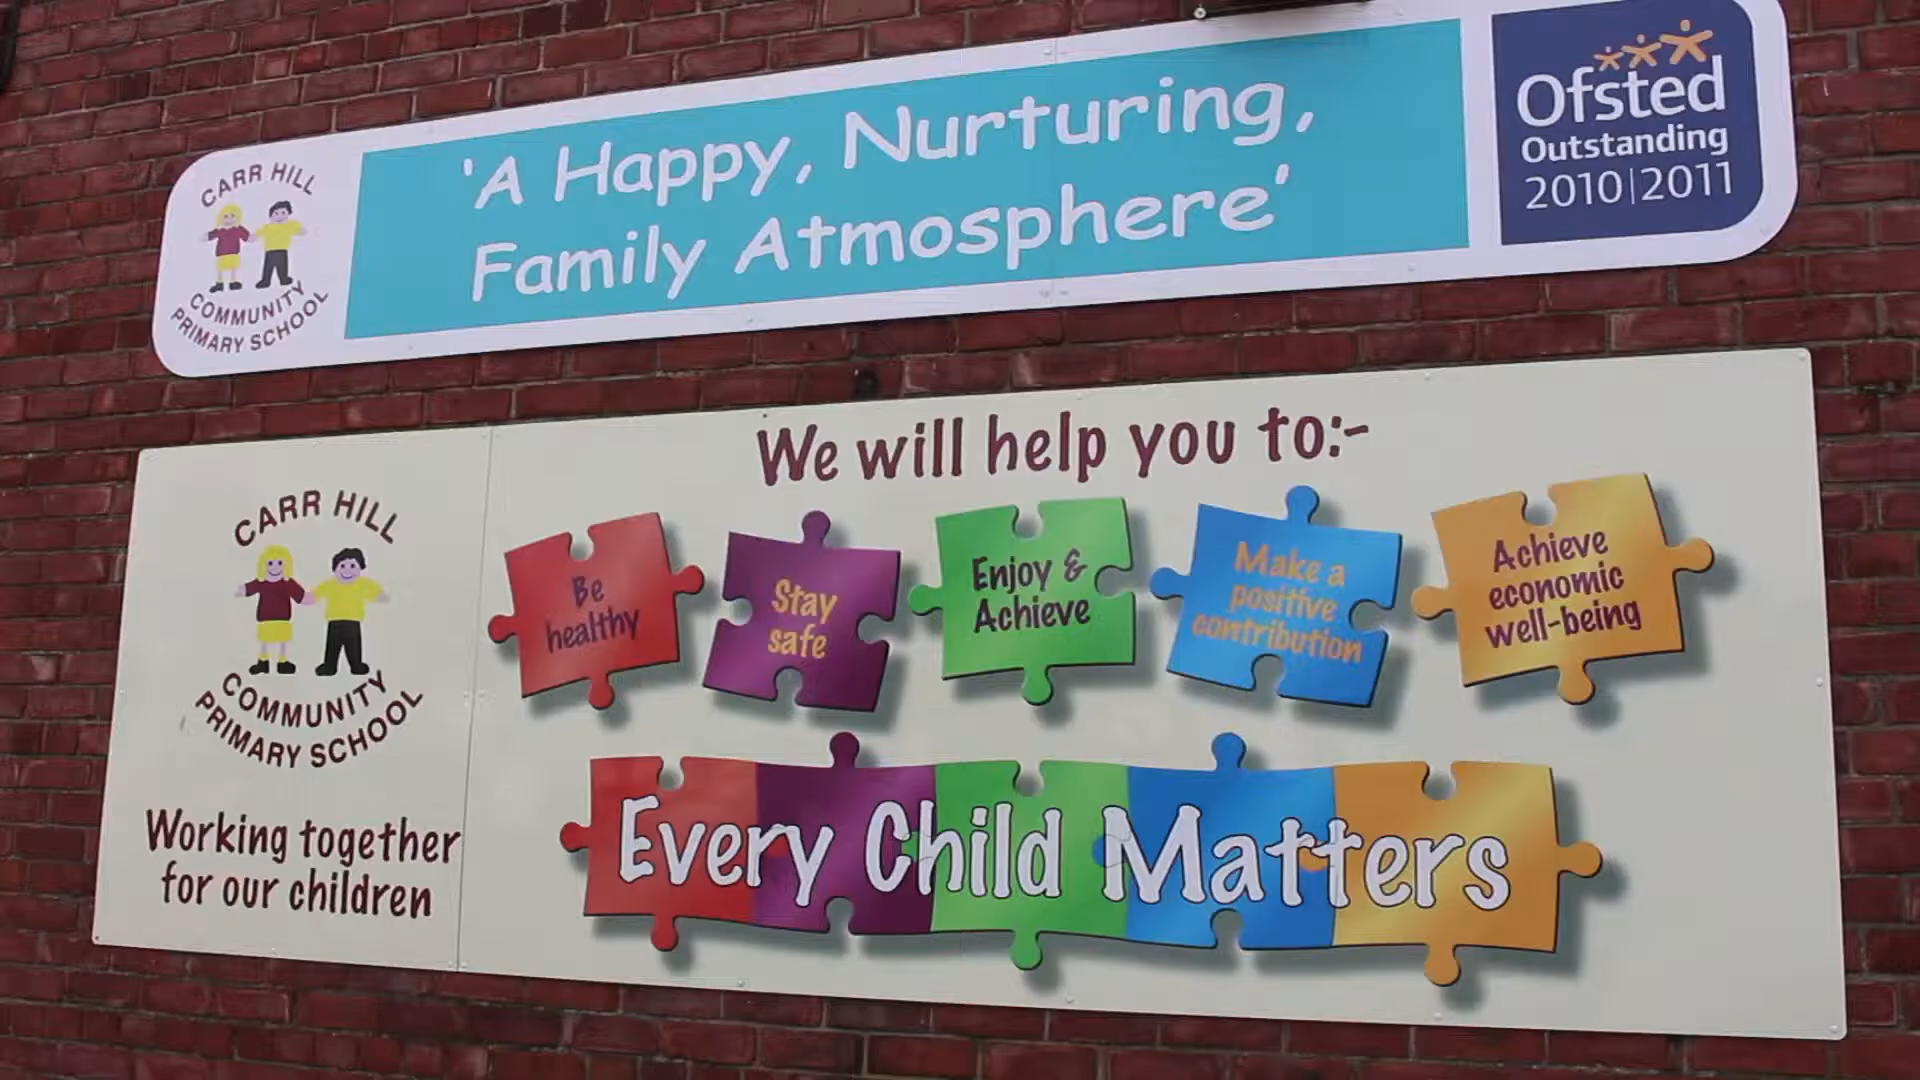 CARR HILL
COMMUNITY
PRIMARY SCHOOL
'A Happy, Nurturing,
Family Atmosphere'
Ofsted
Outstanding
2010|2011
CARR HILL
COMMUNITY
PRIMARY SCHOOL
Working together
for our children
We will help you to:-
Be
healthy
Stay
safe
Enjoy &
Achieve
Make a
positive
contribution
Achieve
economic
well-being
Every Child Matters